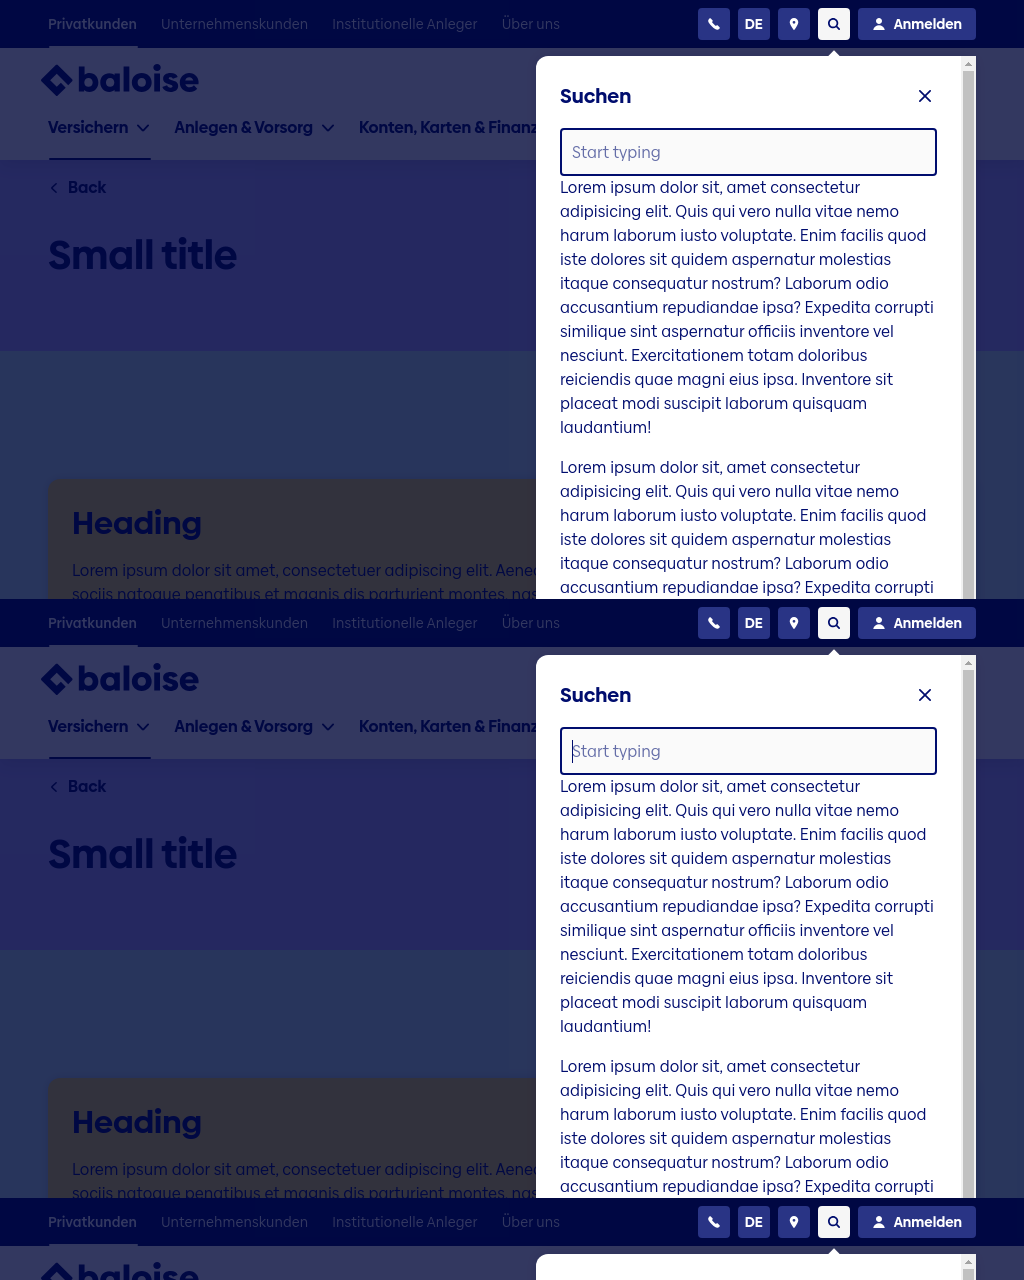 Privatkunden Unternehmenskunden Institutionelle Anleger Über uns DE Anmelden
baloise
Suchen
Versichern Anlegen & Vorsorg Konten, Karten & Finanz
Start typing
Back
Lorem ipsum dolor sit, amet consectetur
adipisicing elit. Quis qui vero nulla vitae nemo
harum laborum iusto voluptate. Enim facilis quod
Small title
iste dolores sit quidem aspernatur molestias
itaque consequatur nostrum? Laborum odio
accusantium repudiandae ipsa? Expedita corrupti
similique sint aspernatur officiis inventore vel
nesciunt. Exercitationem totam doloribus
reiciendis quae magni eius ipsa. Inventore sit
placeat modi suscipit laborum quisquam
laudantium!
Lorem ipsum dolor sit, amet consectetur
adipisicing elit. Quis qui vero nulla vitae nemo
harum laborum iusto voluptate. Enim facilis quod
iste dolores sit quidem aspernatur molestias
itaque consequatur nostrum? Laborum odio
accusantium repudiandae ipsa? Expedita corrupti
Heading
Lorem ipsum dolor sit amet, consectetuer adipiscing elit. Aene
sociis natoque penatibus et magnis dis parturient montes, nas
Privatkunden Unternehmenskunden Institutionelle Anleger Über uns DE Anmelden
baloise
Suchen
Versichern Anlegen & Vorsorg Konten, Karten & Finanz
Start typing
Back
Lorem ipsum dolor sit, amet consectetur
adipisicing elit. Quis qui vero nulla vitae nemo
harum laborum iusto voluptate. Enim facilis quod
Small title
iste dolores sit quidem aspernatur molestias
itaque consequatur nostrum? Laborum odio
accusantium repudiandae ipsa? Expedita corrupti
similique sint aspernatur officiis inventore vel
nesciunt. Exercitationem totam doloribus
reiciendis quae magni eius ipsa. Inventore sit
placeat modi suscipit laborum quisquam
laudantium!
Lorem ipsum dolor sit, amet consectetur
adipisicing elit. Quis qui vero nulla vitae nemo
harum laborum iusto voluptate. Enim facilis quod
iste dolores sit quidem aspernatur molestias
itaque consequatur nostrum? Laborum odio
accusantium repudiandae ipsa? Expedita corrupti
Heading
Lorem ipsum dolor sit amet, consectetuer adipiscing elit. Aene
sociis natoque penatibus et magnis dis parturient montes, nas
Privatkunden Unternehmenskunden Institutionelle Anleger Über uns DE Anmelden
baloise